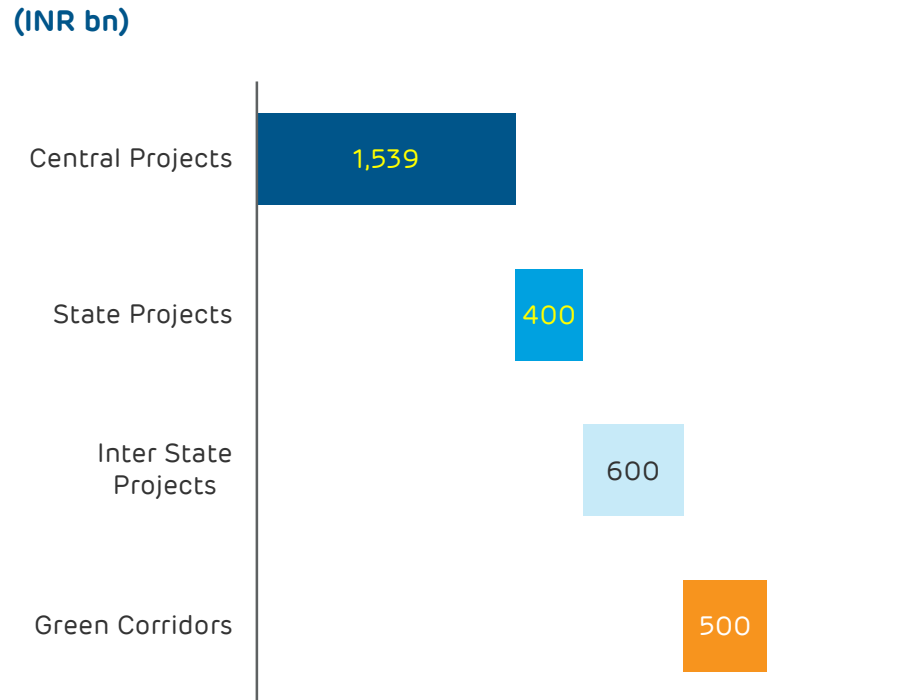 (INR bn)
Central Projects
1,539
State Projects
400
Inter State
Projects
600
Green Corridors
500